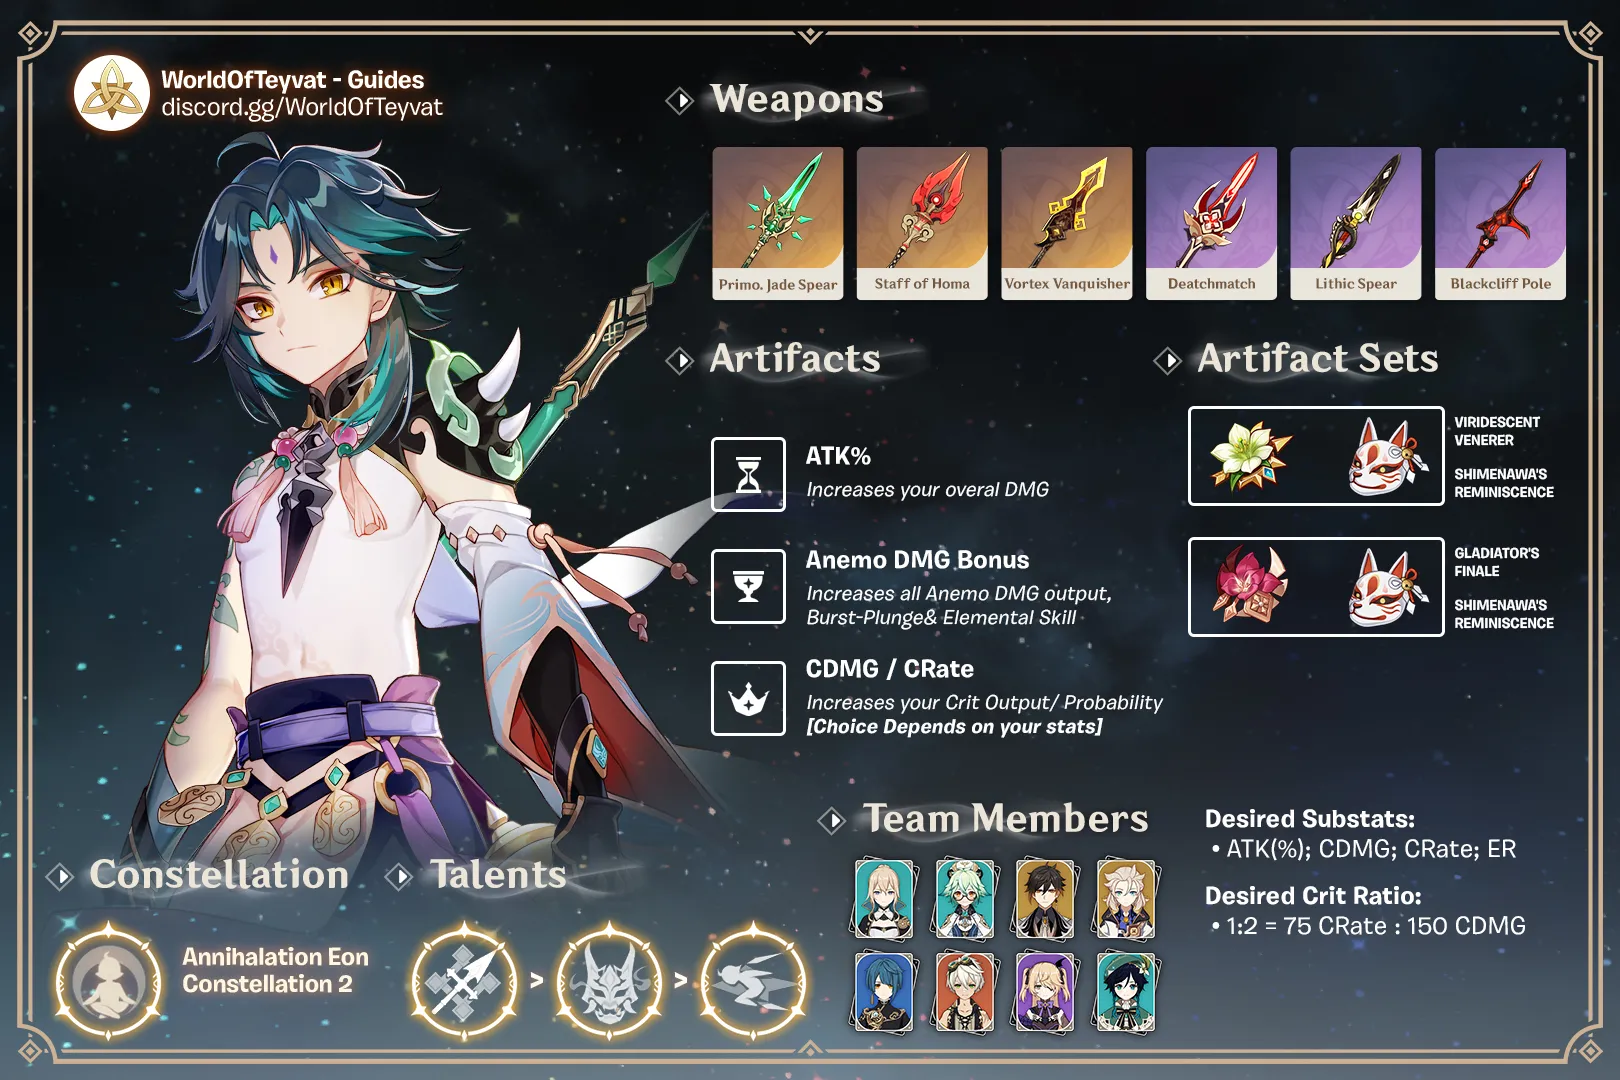 WorldOfTeyvat - Guides
discord.gg/WorldOfTeyvat
Weapons
Primo. Jade Spear
Staff of Homa
Vortex Vanquisher
Deatchmatch
Lithic Spear
Blackcliff Pole
Artifacts
ATK%
Increases your overal DMG
Anemo DMG Bonus
Increases all Anemo DMG output,
Burst-Plunge& Elemental Skill
CDMG / CRate
Increases your Crit Output/ Probability
[Choice Depends on your stats]
Artifact Sets
VIRIDESCENT
VENERER
SHIMENAWA'S
REMINISCENCE
GLADIATOR'S
FINALE
SHIMENAWA'S
REMINISCENCE
Constellation
Annihalation Eon
Constellation 2
Talents
> >
Team Members
Desired Substats:
• ATK(%); CDMG; CRate; ER
Desired Crit Ratio:
• 1:2 = 75 CRate : 150 CDMG